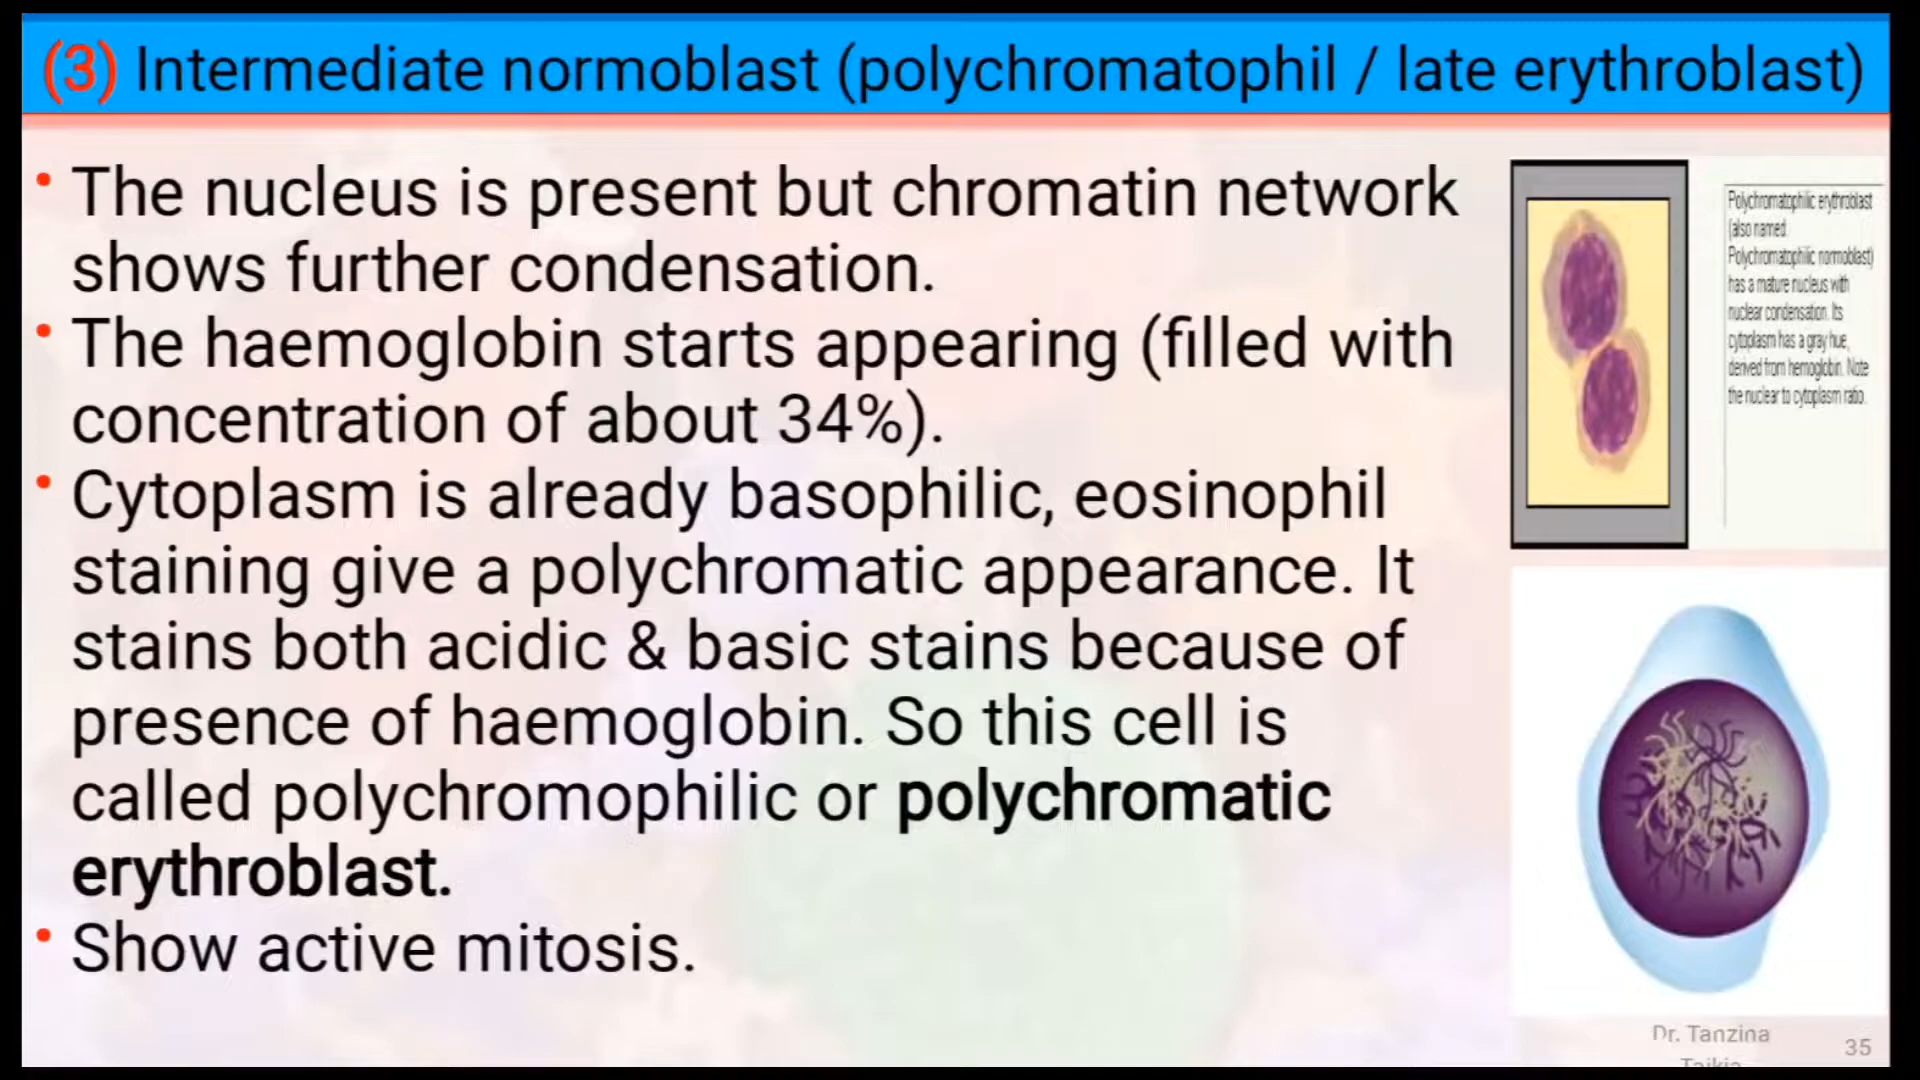 (3) Intermediate normoblast (polychromatophil / late erythroblast)
• The nucleus is present but chromatin network
shows further condensation.
• The haemoglobin starts appearing (filled with
concentration of about 34%).
• Cytoplasm is already basophilic, eosinophil
staining give a polychromatic appearance. It
stains both acidic & basic stains because of
presence of haemoglobin. So this cell is
called polychromophilic or polychromatic
erythroblast.
• Show active mitosis.
Polychromatophilic erythroblast
(also named
Polychromatophilic normoblast)
has a mature nucleus with
nuclear condensation. Its
cytoplasm has a gray hue,
derived from hemoglobin. Note
the nuclear to cytoplasm ratio.
Dr. Tanzina
35